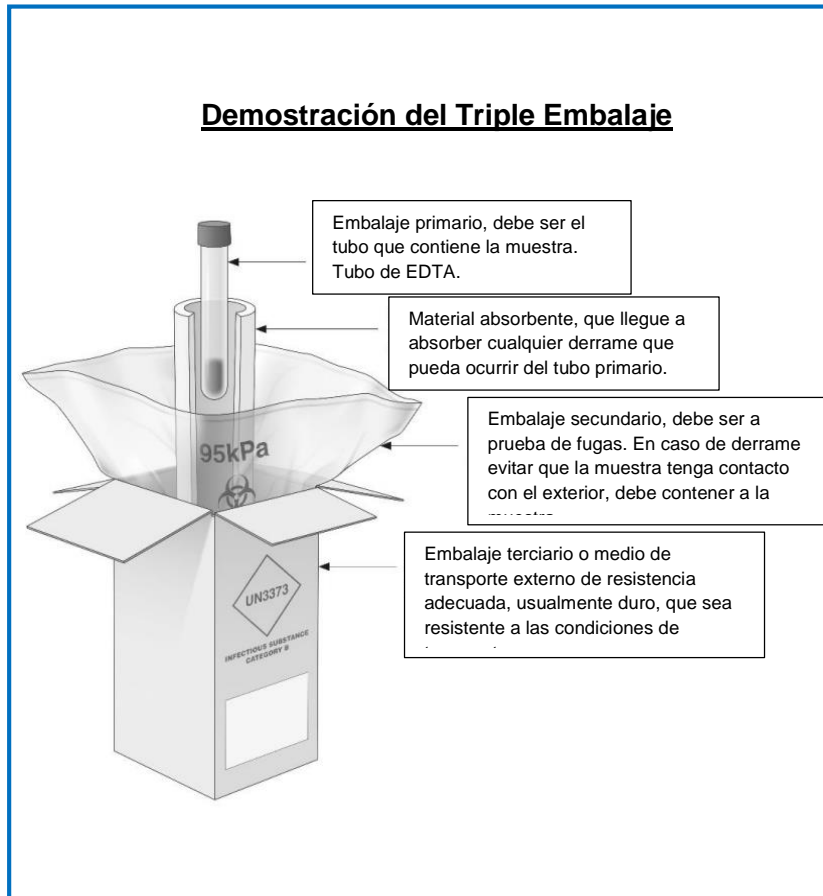 Demostración del Triple Embalaje
Embalaje primario, debe ser el
tubo que contiene la muestra.
Tubo de EDTA.
Material absorbente, que llegue a
absorber cualquier derrame que
pueda ocurrir del tubo primario.
Embalaje secundario, debe ser a
prueba de fugas. En caso de derrame
evitar que la muestra tenga contacto
con el exterior, debe contener a la
Embalaje terciario o medio de
transporte externo de resistencia
adecuada, usualmente duro, que sea
resistente a las condiciones de
95kPa
UN3373
INFECTIOUS SUBSTANCE
CATEGORY B